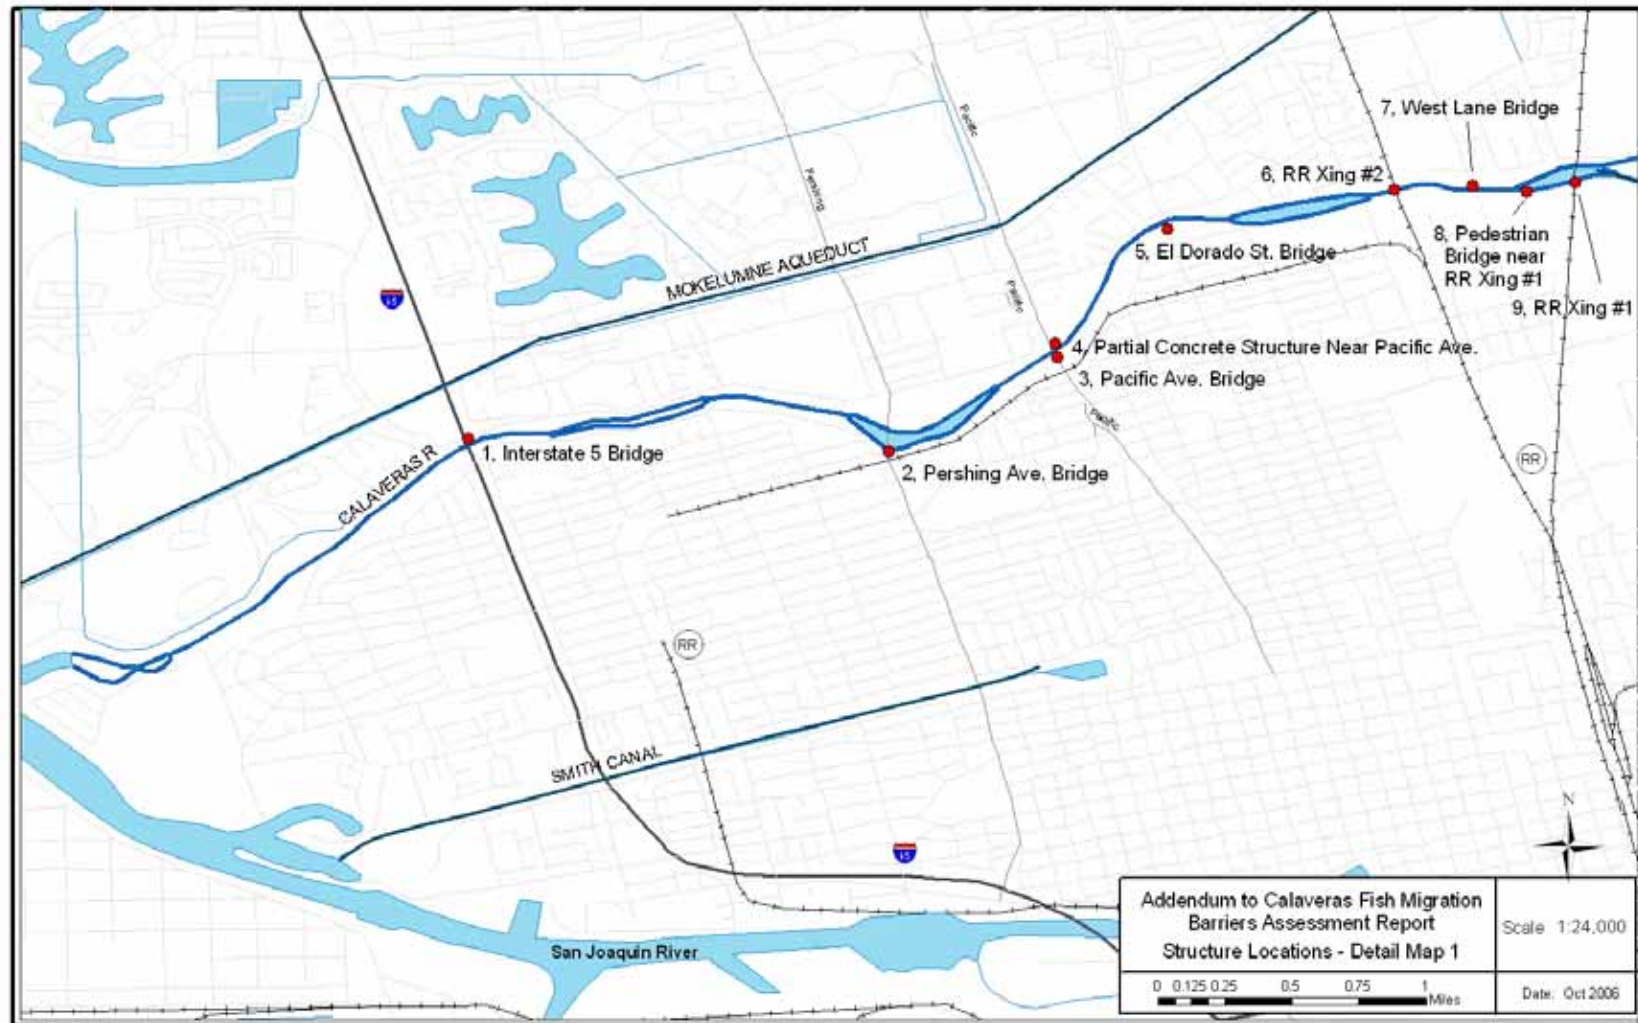 Pacific
7, West Lane Bridge
6, RR Xing #2
Pershing
8, Pedestrian
Bridge near
RR Xing #1
5, El Dorado St. Bridge
MOKELUMNE AQUEDUCT
Pacific
9, RR Xing #1
4, Partial Concrete Structure Near Pacific Ave.
3, Pacific Ave. Bridge
Pacific
1, Interstate 5 Bridge
CALAVERAS R
2, Pershing Ave. Bridge
RR
RR
SMITH CANAL
N
San Joaquin River
Addendum to Calaveras Fish Migration
Barriers Assessment Report
Structure Locations - Detail Map 1
Scale 1:24,000
0 0.125 0.25 0.5 0.75 1
Miles
Date: Oct 2006